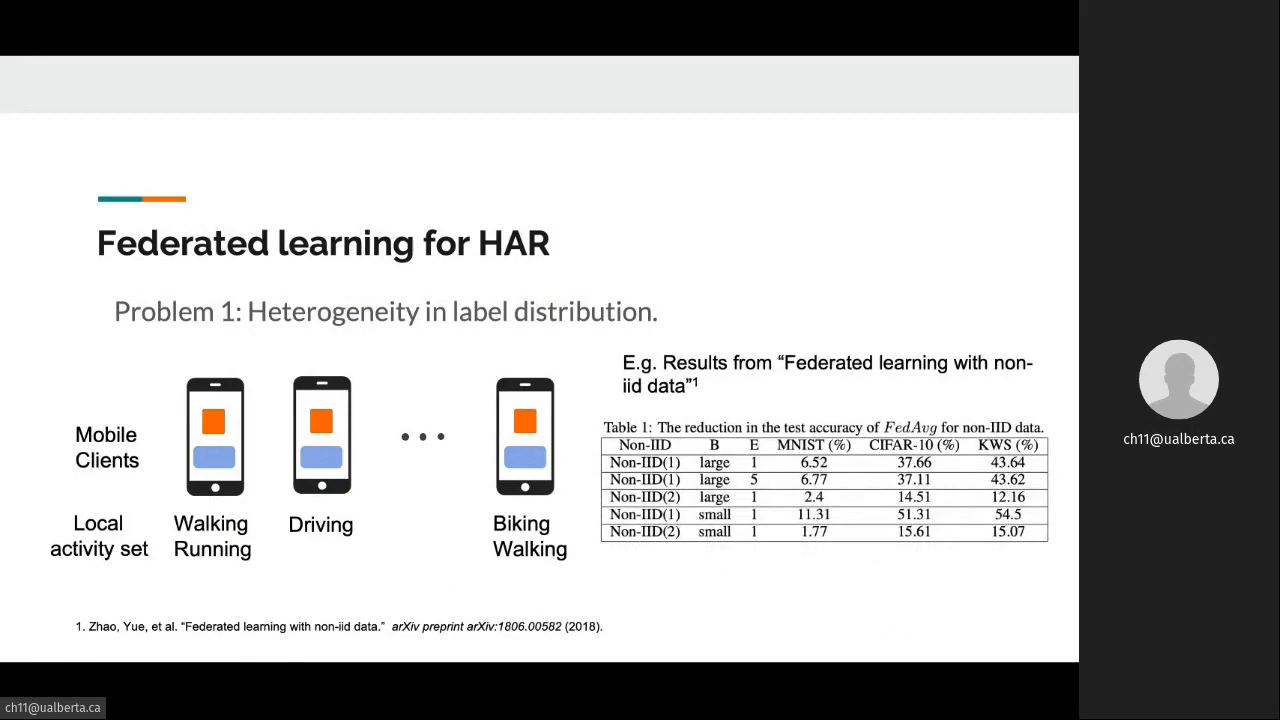 Federated learning for HAR
Problem 1: Heterogeneity in label distribution.
Mobile
Clients
Local
activity set
Walking
Running
Driving
Biking
Walking
E.g. Results from “Federated learning with non-
iid data”1
Table 1: The reduction in the test accuracy of FedAvg for non-IID data.
Non-IID B E MNIST (%) CIFAR-10 (%) KWS (%)
Non-IID(1) large 1 6.52 37.66 43.64
Non-IID(1) large 5 6.77 37.11 43.62
Non-IID(2) large 1 2.4 14.51 12.16
Non-IID(1) small 1 11.31 51.31 54.5
Non-IID(2) small 1 1.77 15.61 15.07
1. Zhao, Yue, et al. “Federated learning with non-iid data.” arXiv preprint arXiv:1806.00582 (2018).
ch11@ualberta.ca
ch11@ualberta.ca